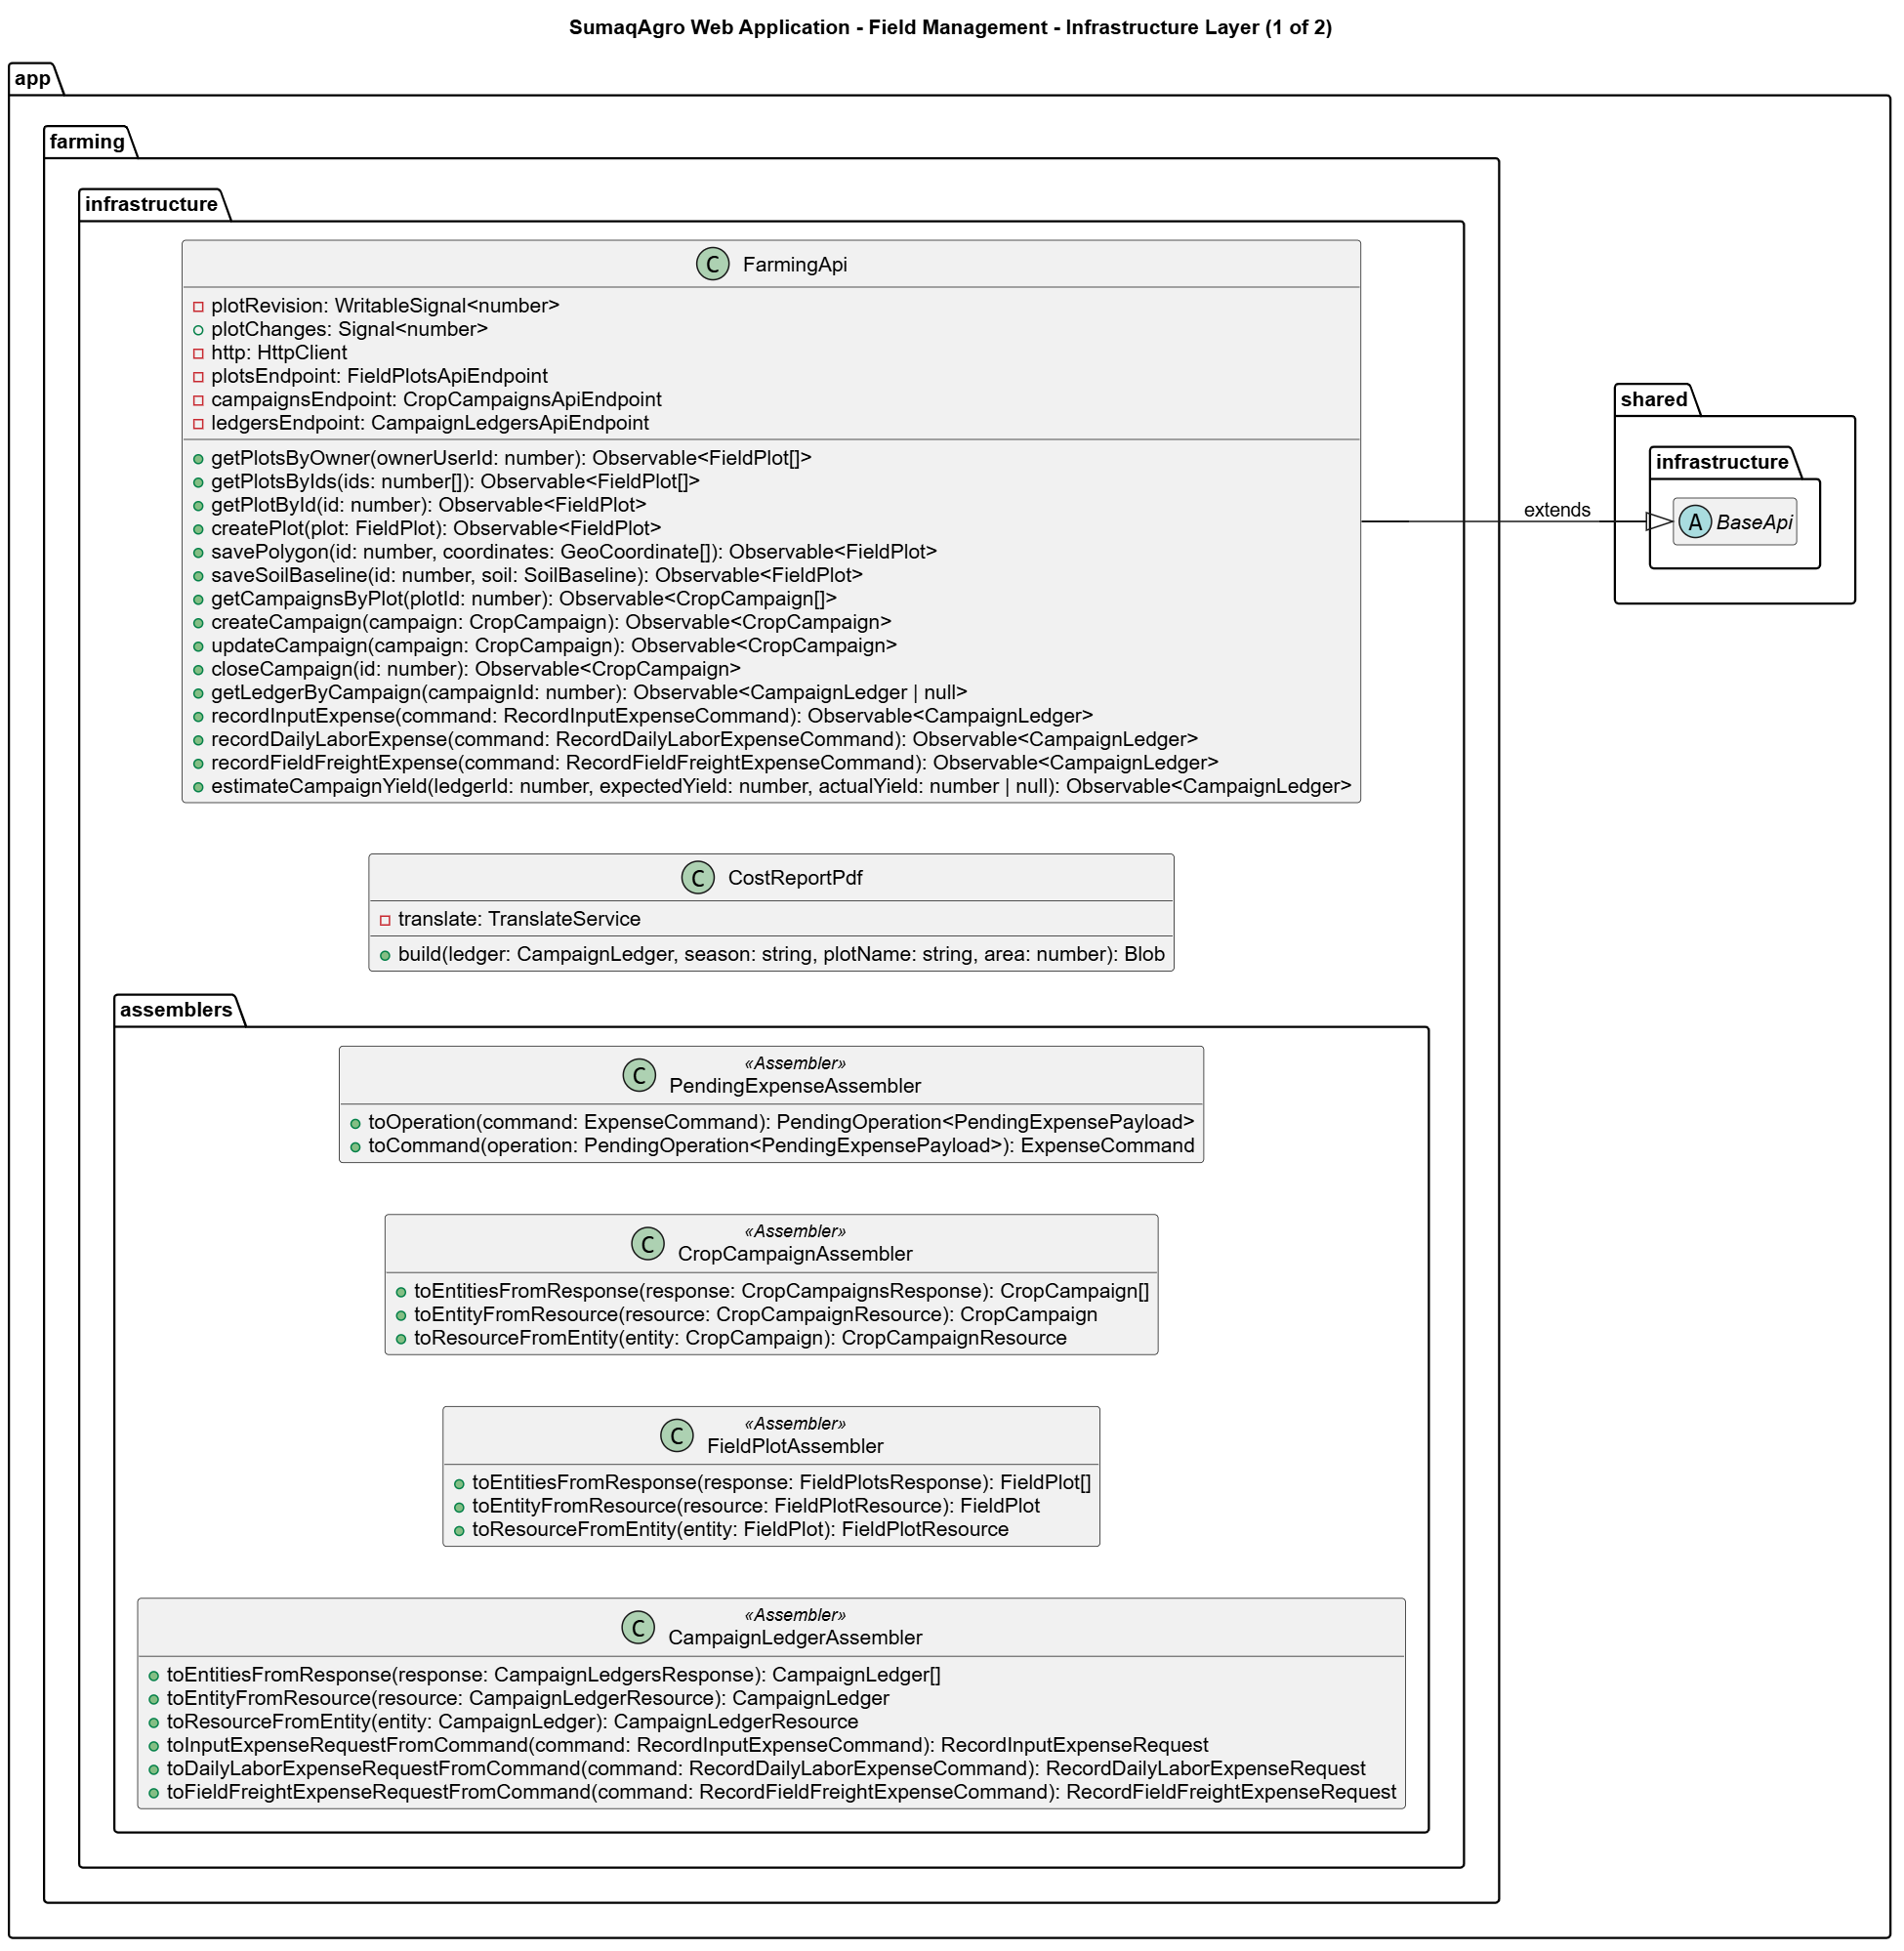 SumaqAgro Web Application - Field Management - Infrastructure Layer (1 of 2)
app
farming
infrastructure
C FarmingApi
plotRevision: WritableSignal<number>
plotChanges: Signal<number>
http: HttpClient
plotsEndpoint: FieldPlotsApiEndpoint
campaignsEndpoint: CropCampaignsApiEndpoint
ledgersEndpoint: CampaignLedgersApiEndpoint
getPlotsByOwner(ownerUserId: number): Observable<FieldPlot[]>
getPlotsByIds(ids: number[]): Observable<FieldPlot[]>
getPlotById(id: number): Observable<FieldPlot>
createPlot(plot: FieldPlot): Observable<FieldPlot>
savePolygon(id: number, coordinates: GeoCoordinate[]): Observable<FieldPlot>
saveSoilBaseline(id: number, soil: SoilBaseline): Observable<FieldPlot>
getCampaignsByPlot(plotId: number): Observable<CropCampaign[]>
createCampaign(campaign: CropCampaign): Observable<CropCampaign>
updateCampaign(campaign: CropCampaign): Observable<CropCampaign>
closeCampaign(id: number): Observable<CropCampaign>
getLedgerByCampaign(campaignId: number): Observable<CampaignLedger | null>
recordInputExpense(command: RecordInputExpenseCommand): Observable<CampaignLedger>
recordDailyLaborExpense(command: RecordDailyLaborExpenseCommand): Observable<CampaignLedger>
recordFieldFreightExpense(command: RecordFieldFreightExpenseCommand): Observable<CampaignLedger>
estimateCampaignYield(ledgerId: number, expectedYield: number, actualYield: number | null): Observable<CampaignLedger>
extends
shared
infrastructure
A BaseApi
C CostReportPdf
translate: TranslateService
build(ledger: CampaignLedger, season: string, plotName: string, area: number): Blob
assemblers
«Assembler»
C PendingExpenseAssembler
toOperation(command: ExpenseCommand): PendingOperation<PendingExpensePayload>
toCommand(operation: PendingOperation<PendingExpensePayload>): ExpenseCommand
«Assembler»
C CropCampaignAssembler
toEntitiesFromResponse(response: CropCampaignsResponse): CropCampaign[]
toEntityFromResource(resource: CropCampaignResource): CropCampaign
toResourceFromEntity(entity: CropCampaign): CropCampaignResource
«Assembler»
C FieldPlotAssembler
toEntitiesFromResponse(response: FieldPlotsResponse): FieldPlot[]
toEntityFromResource(resource: FieldPlotResource): FieldPlot
toResourceFromEntity(entity: FieldPlot): FieldPlotResource
«Assembler»
C CampaignLedgerAssembler
toEntitiesFromResponse(response: CampaignLedgersResponse): CampaignLedger[]
toEntityFromResource(resource: CampaignLedgerResource): CampaignLedger
toResourceFromEntity(entity: CampaignLedger): CampaignLedgerResource
toInputExpenseRequestFromCommand(command: RecordInputExpenseCommand): RecordInputExpenseRequest
toDailyLaborExpenseRequestFromCommand(command: RecordDailyLaborExpenseCommand): RecordDailyLaborExpenseRequest
toFieldFreightExpenseRequestFromCommand(command: RecordFieldFreightExpenseCommand): RecordFieldFreightExpenseRequest